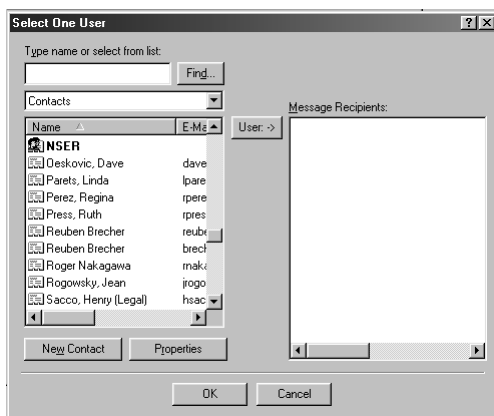 Select One User
Type name or select from list:
Find...
Contacts
Message Recipients:
Name E-Ma User: ->
NSER
Oeskovic, Dave dave
Parets, Linda lpare
Perez, Regina rpere
Press, Ruth rpres
Reuben Brecher reube
Reuben Brecher brech
Roger Nakagawa rnaka
Rogowsky, Jean jrogo
Sacco, Henry (Legal) hsac
New Contact Properties
OK Cancel